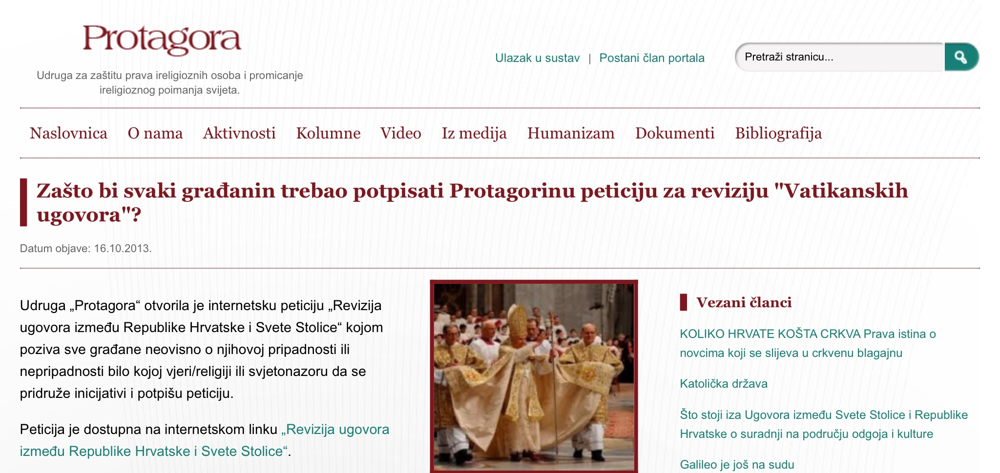 Protagora
Udruga za zaštitu prava ireligioznih osoba i promicanje
ireligioznog poimanja svijeta.
Ulazak u sustav | Postani član portala
Pretraži stranicu...
Naslovnica O nama Aktivnosti Kolumne Video Iz medija Humanizam Dokumenti Bibliografija
Zašto bi svaki građanin trebao potpisati Protagorinu peticiju za reviziju "Vatikanskih
ugovora"?
Datum objave: 16.10.2013.
Udruga „Protagora“ otvorila je internetsku peticiju „Revizija
ugovora između Republike Hrvatske i Svete Stolice“ kojom
poziva sve građane neovisno o njihovoj pripadnosti ili
nepripadnosti bilo kojoj vjeri/religiji ili svjetonazoru da se
pridruže inicijativi i potpišu peticiju.
Peticija je dostupna na internetskom linku „Revizija ugovora
između Republike Hrvatske i Svete Stolice“.
Vezani članci
KOLIKO HRVATE KOŠTA CRKVA Prava istina o
novcima koji se slijeva u crkvenu blagajnu
Katolička država
Što stoji iza Ugovora između Svete Stolice i Republike
Hrvatske o suradnji na području odgoja i kulture
Galileo je još na sudu